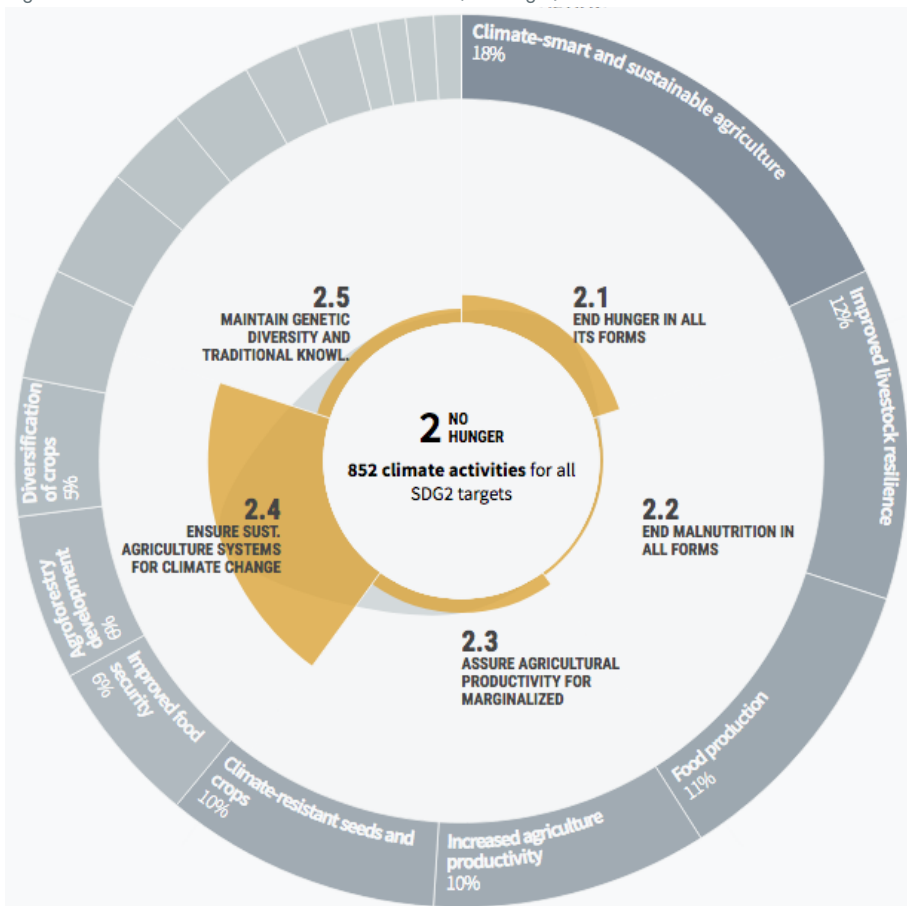 Climate-smart and sustainable agriculture
18%
Improved livestock resilience
12%
Food production
11%
Increased agriculture
productivity
10%
Climate-resistant seeds and
crops
10%
Improved food
security
6%
Agroforestry
development
6%
Diversification
of crops
5%
2.1
END HUNGER IN ALL
ITS FORMS
2.2
END MALNUTRITION IN
ALL FORMS
2.3
ASSURE AGRICULTURAL
PRODUCTIVITY FOR
MARGINALIZED
2.4
ENSURE SUST.
AGRICULTURE SYSTEMS
FOR CLIMATE CHANGE
2.5
MAINTAIN GENETIC
DIVERSITY AND
TRADITIONAL KNOWL.
2 NO
HUNGER
852 climate activities for all
SDG2 targets